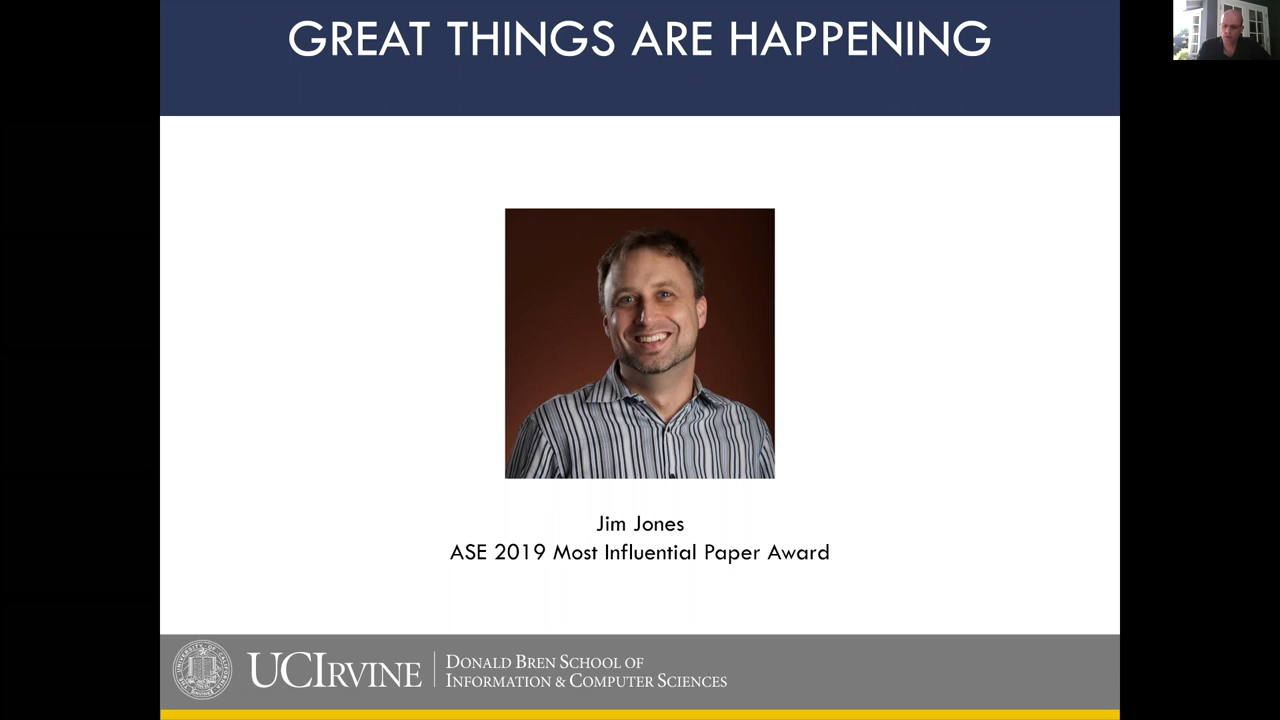 GREAT THINGS ARE HAPPENING
Jim Jones
ASE 2019 Most Influential Paper Award
UCIRVINE
DONALD BREN SCHOOL OF
INFORMATION & COMPUTER SCIENCES